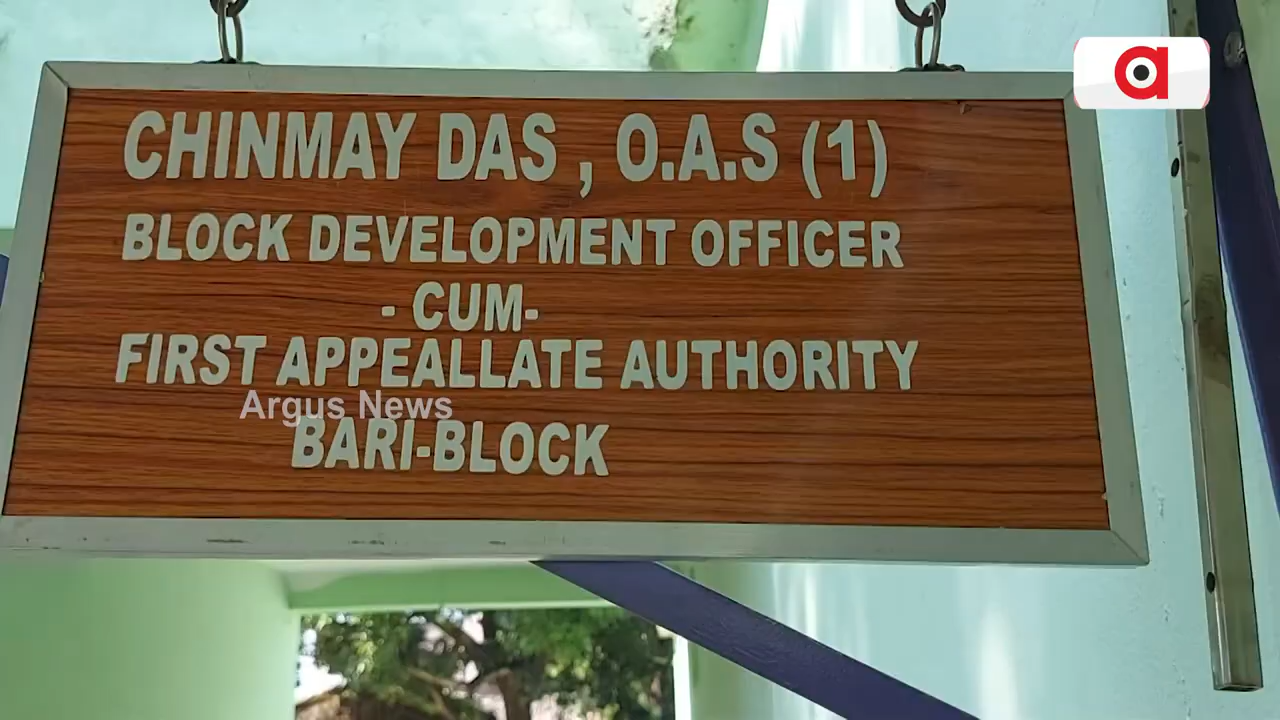 CHINMAY DAS , O.A.S (1)
BLOCK DEVELOPMENT OFFICER
- CUM-
FIRST APPEALLATE AUTHORITY
Argus News
BARI-BLOCK